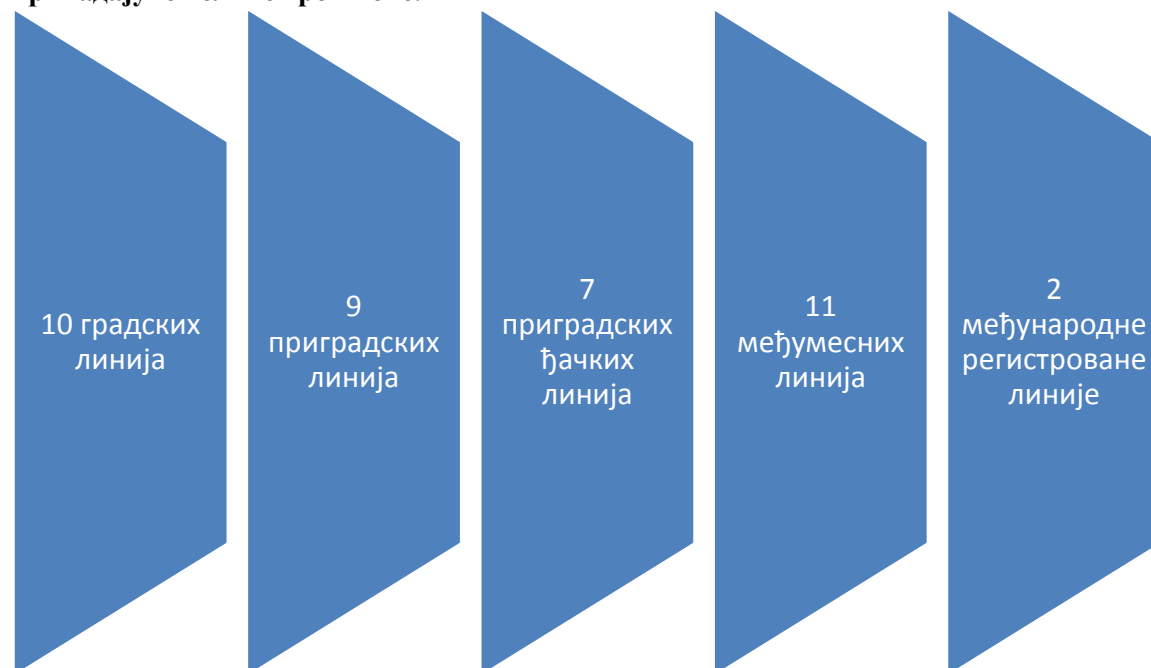 10 градских
линија
9
приградских
линија
7
приградских
ђачких
линија
11
међумесних
линија
2
међународне
регистроване
линије